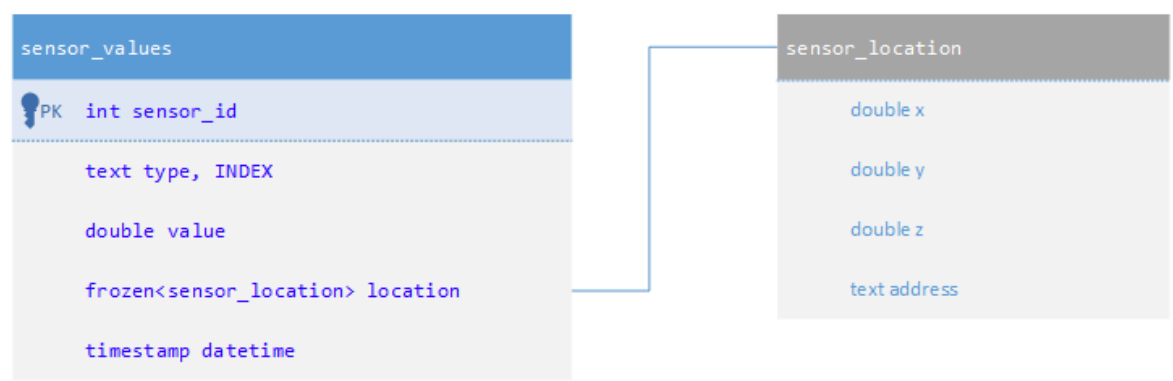 sensor_values
PK int sensor_id
text type, INDEX
double value
frozen<sensor_location> location
timestamp datetime
sensor_location
double x
double y
double z
text address